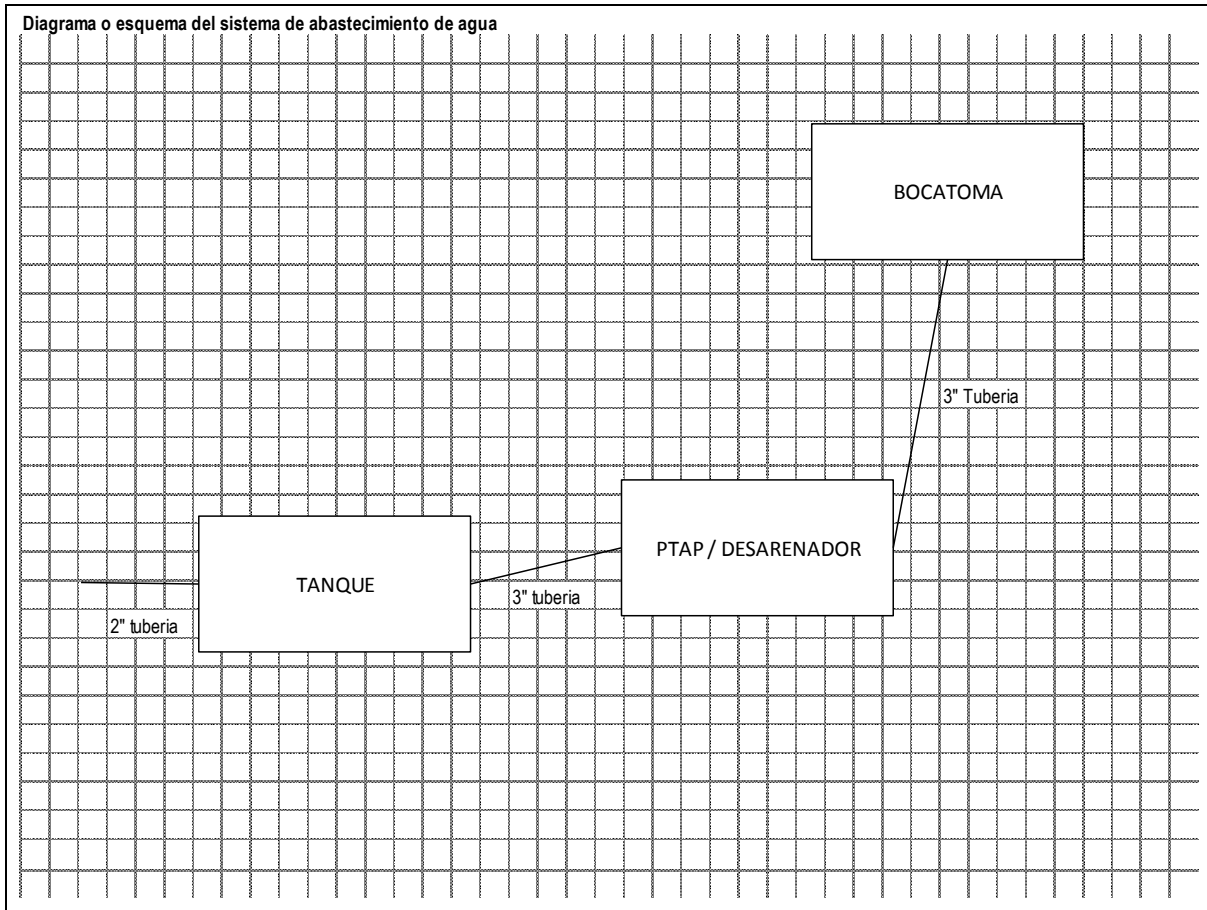 Diagrama o esquema del sistema de abastecimiento de agua
BOCATOMA
3" Tuberia
PTAP / DESARENADOR
TANQUE
3" tuberia
2" tuberia